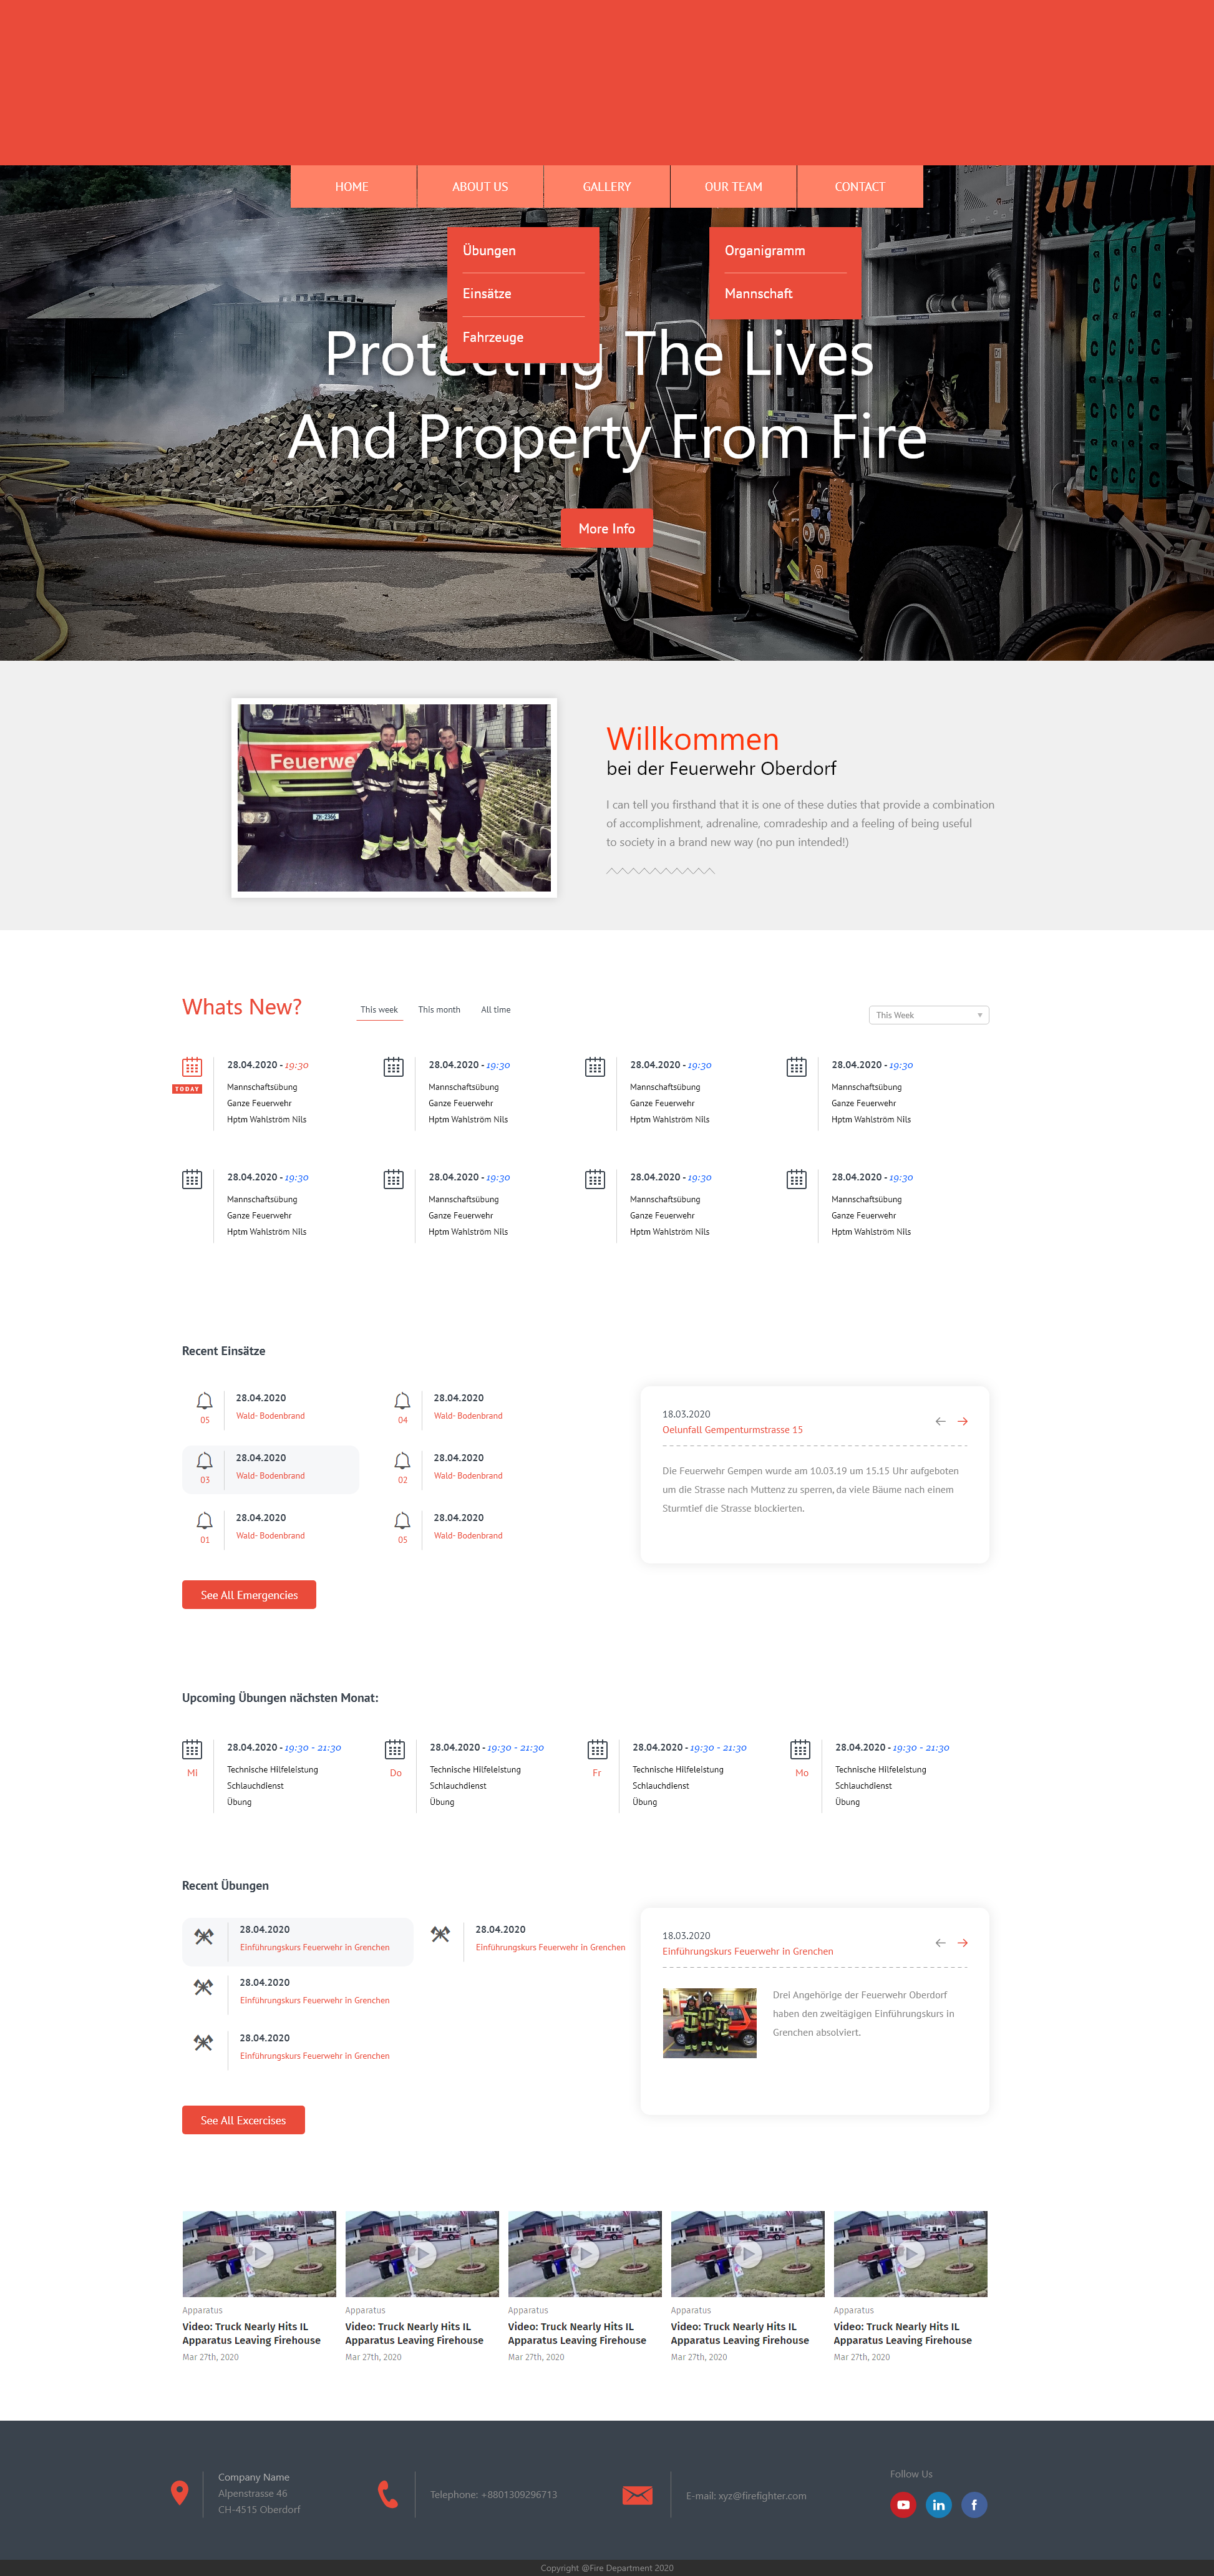 HOME ABOUT US GALLERY OUR TEAM CONTACT
Übungen
Einsätze
Fahrzeuge
Organigramm
Mannschaft
Protecting The Lives
And Property From Fire
More Info
Feuerwe
Willkommen
bei der Feuerwehr Oberdorf
I can tell you firsthand that it is one of these duties that provide a combination
of accomplishment, adrenaline, comradeship and a feeling of being useful
to society in a brand new way (no pun intended!)
Whats New? This week This month All time This Week
28.04.2020 - 19:30 28.04.2020 - 19:30 28.04.2020 - 19:30 28.04.2020 - 19:30
TODAY Mannschaftsübung Mannschaftsübung Mannschaftsübung Mannschaftsübung
Ganze Feuerwehr Ganze Feuerwehr Ganze Feuerwehr Ganze Feuerwehr
Hptm Wahlström Nils Hptm Wahlström Nils Hptm Wahlström Nils Hptm Wahlström Nils
28.04.2020 - 19:30 28.04.2020 - 19:30 28.04.2020 - 19:30 28.04.2020 - 19:30
Mannschaftsübung Mannschaftsübung Mannschaftsübung Mannschaftsübung
Ganze Feuerwehr Ganze Feuerwehr Ganze Feuerwehr Ganze Feuerwehr
Hptm Wahlström Nils Hptm Wahlström Nils Hptm Wahlström Nils Hptm Wahlström Nils
Recent Einsätze
28.04.2020 28.04.2020
05 Wald- Bodenbrand 04 Wald- Bodenbrand
28.04.2020 28.04.2020
03 Wald- Bodenbrand 02 Wald- Bodenbrand
28.04.2020 28.04.2020
01 Wald- Bodenbrand 05 Wald- Bodenbrand
See All Emergencies
18.03.2020
Oelunfall Gempenturmstrasse 15
Die Feuerwehr Gempen wurde am 10.03.19 um 15.15 Uhr aufgeboten
um die Strasse nach Muttenz zu sperren, da viele Bäume nach einem
Sturmtief die Strasse blockierten.
Upcoming Übungen nächsten Monat:
28.04.2020 - 19:30 - 21:30 28.04.2020 - 19:30 - 21:30 28.04.2020 - 19:30 - 21:30 28.04.2020 - 19:30 - 21:30
Mi Technische Hilfeleistung Do Technische Hilfeleistung Fr Technische Hilfeleistung Mo Technische Hilfeleistung
Schlauchdienst Schlauchdienst Schlauchdienst Schlauchdienst
Übung Übung Übung Übung
Recent Übungen
28.04.2020 28.04.2020
Einführungskurs Feuerwehr in Grenchen Einführungskurs Feuerwehr in Grenchen
28.04.2020
Einführungskurs Feuerwehr in Grenchen
28.04.2020
Einführungskurs Feuerwehr in Grenchen
See All Excercises
18.03.2020
Einführungskurs Feuerwehr in Grenchen
Drei Angehörige der Feuerwehr Oberdorf
haben den zweitägigen Einführungskurs in
Grenchen absolviert.
Apparatus Apparatus Apparatus Apparatus Apparatus
Video: Truck Nearly Hits IL Video: Truck Nearly Hits IL Video: Truck Nearly Hits IL Video: Truck Nearly Hits IL Video: Truck Nearly Hits IL
Apparatus Leaving Firehouse Apparatus Leaving Firehouse Apparatus Leaving Firehouse Apparatus Leaving Firehouse Apparatus Leaving Firehouse
Mar 27th, 2020 Mar 27th, 2020 Mar 27th, 2020 Mar 27th, 2020 Mar 27th, 2020
Company Name
Alpenstrasse 46
CH-4515 Oberdorf
Telephone: +8801309296713
E-mail: xyz@firefighter.com
Follow Us
in f
Copyright @Fire Department 2020